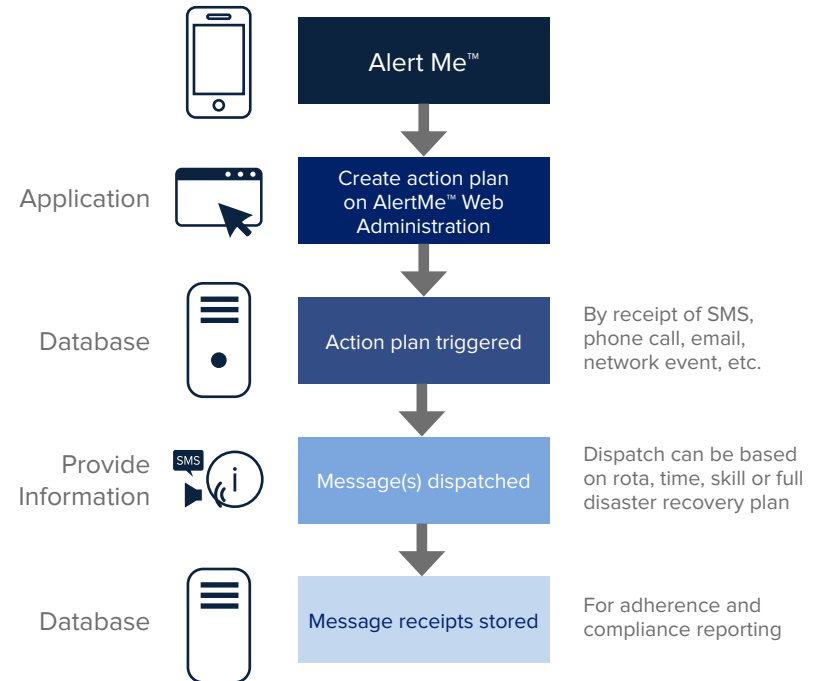 Alert Me™
Application
Create action plan
on AlertMe™ Web
Administration
Database
Action plan triggered
By receipt of SMS,
phone call, email,
network event, etc.
Provide
Information
SMS
i
Message(s) dispatched
Dispatch can be based
on rota, time, skill or full
disaster recovery plan
Database
Message receipts stored
For adherence and
compliance reporting